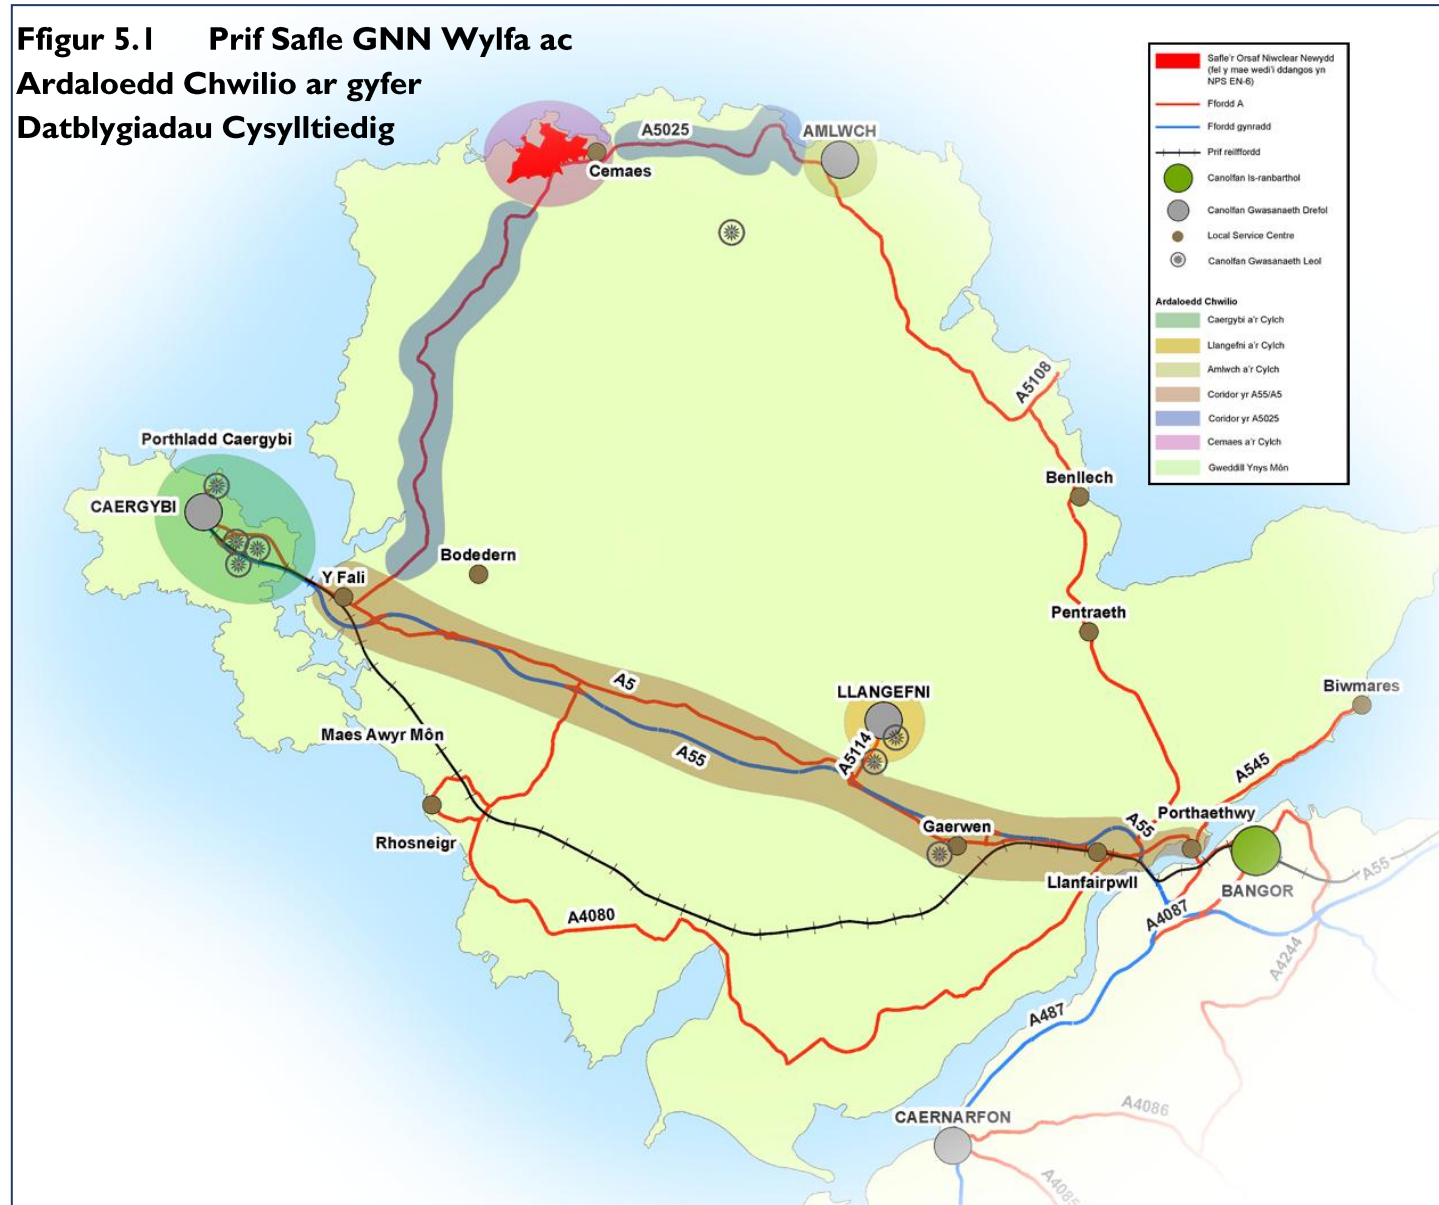 Ffigur 5.1 Prif Safle GNN Wylfa ac
Ardaloedd Chwilio ar gyfer
Datblygiadau Cysylltiedig
Safle'r Orsaf Niwclear Newydd
(fel y mae wedi'i ddangos yn
NPS EN-6)
Ffordd A
Ffordd gynradd
Prif reilffordd
Canolfan Is-ranbarthol
Canolfan Gwasanaeth Drefol
Local Service Centre
Canolfan Gwasanaeth Leol
Ardaloedd Chwilio
Caergybi a'r Cylch
Llangefni a'r Cylch
Amlwch a'r Cylch
Coridor yr A55/A5
Coridor yr A5025
Cemaes a'r Cylch
Gweddill Ynys Môn
A5025
AMLWCH
Cemaes
A5108
Porthladd Caergybi
CAERGYBI
Benllech
Bodedern
Y Fali
Pentraeth
A5
LLANGEFNI
Biwmares
Maes Awyr Môn
A55
A5114
A545
Rhosneigr
Gaerwen
A55
Porthaethwy
Llanfairpwll
BANGOR
A55
A4080
A4087
A4244
A487
CAERNARFON
A4086
A4085